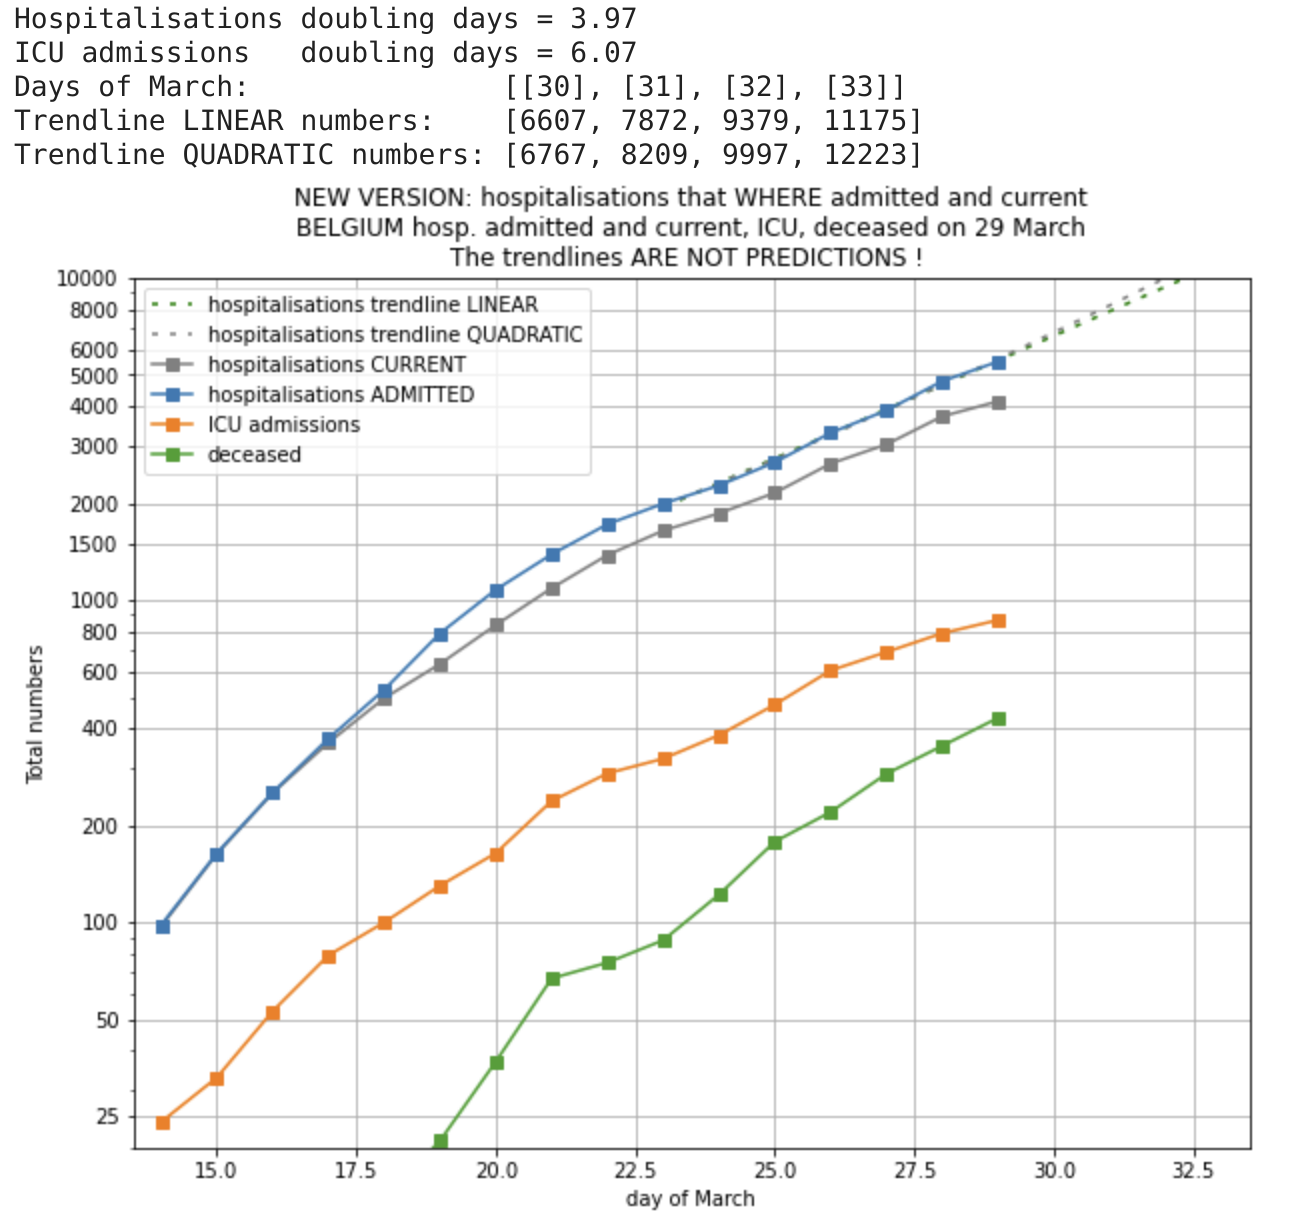 Hospitalisations doubling days = 3.97
ICU admissions   doubling days = 6.07
Days of March:               [[30], [31], [32], [33]]
Trendline LINEAR numbers:    [6607, 7872, 9379, 11175]
Trendline QUADRATIC numbers: [6767, 8209, 9997, 12223]
NEW VERSION: hospitalisations that WHERE admitted and current
BELGIUM hosp. admitted and current, ICU, deceased on 29 March
The trendlines ARE NOT PREDICTIONS !
hospitalisations trendline LINEAR
hospitalisations trendline QUADRATIC
hospitalisations CURRENT
hospitalisations ADMITTED
ICU admissions
deceased
Total numbers
10000
8000
6000
5000
4000
3000
2000
1500
1000
800
600
400
200
100
50
25
15.0 17.5 20.0 22.5 25.0 27.5 30.0 32.5
day of March